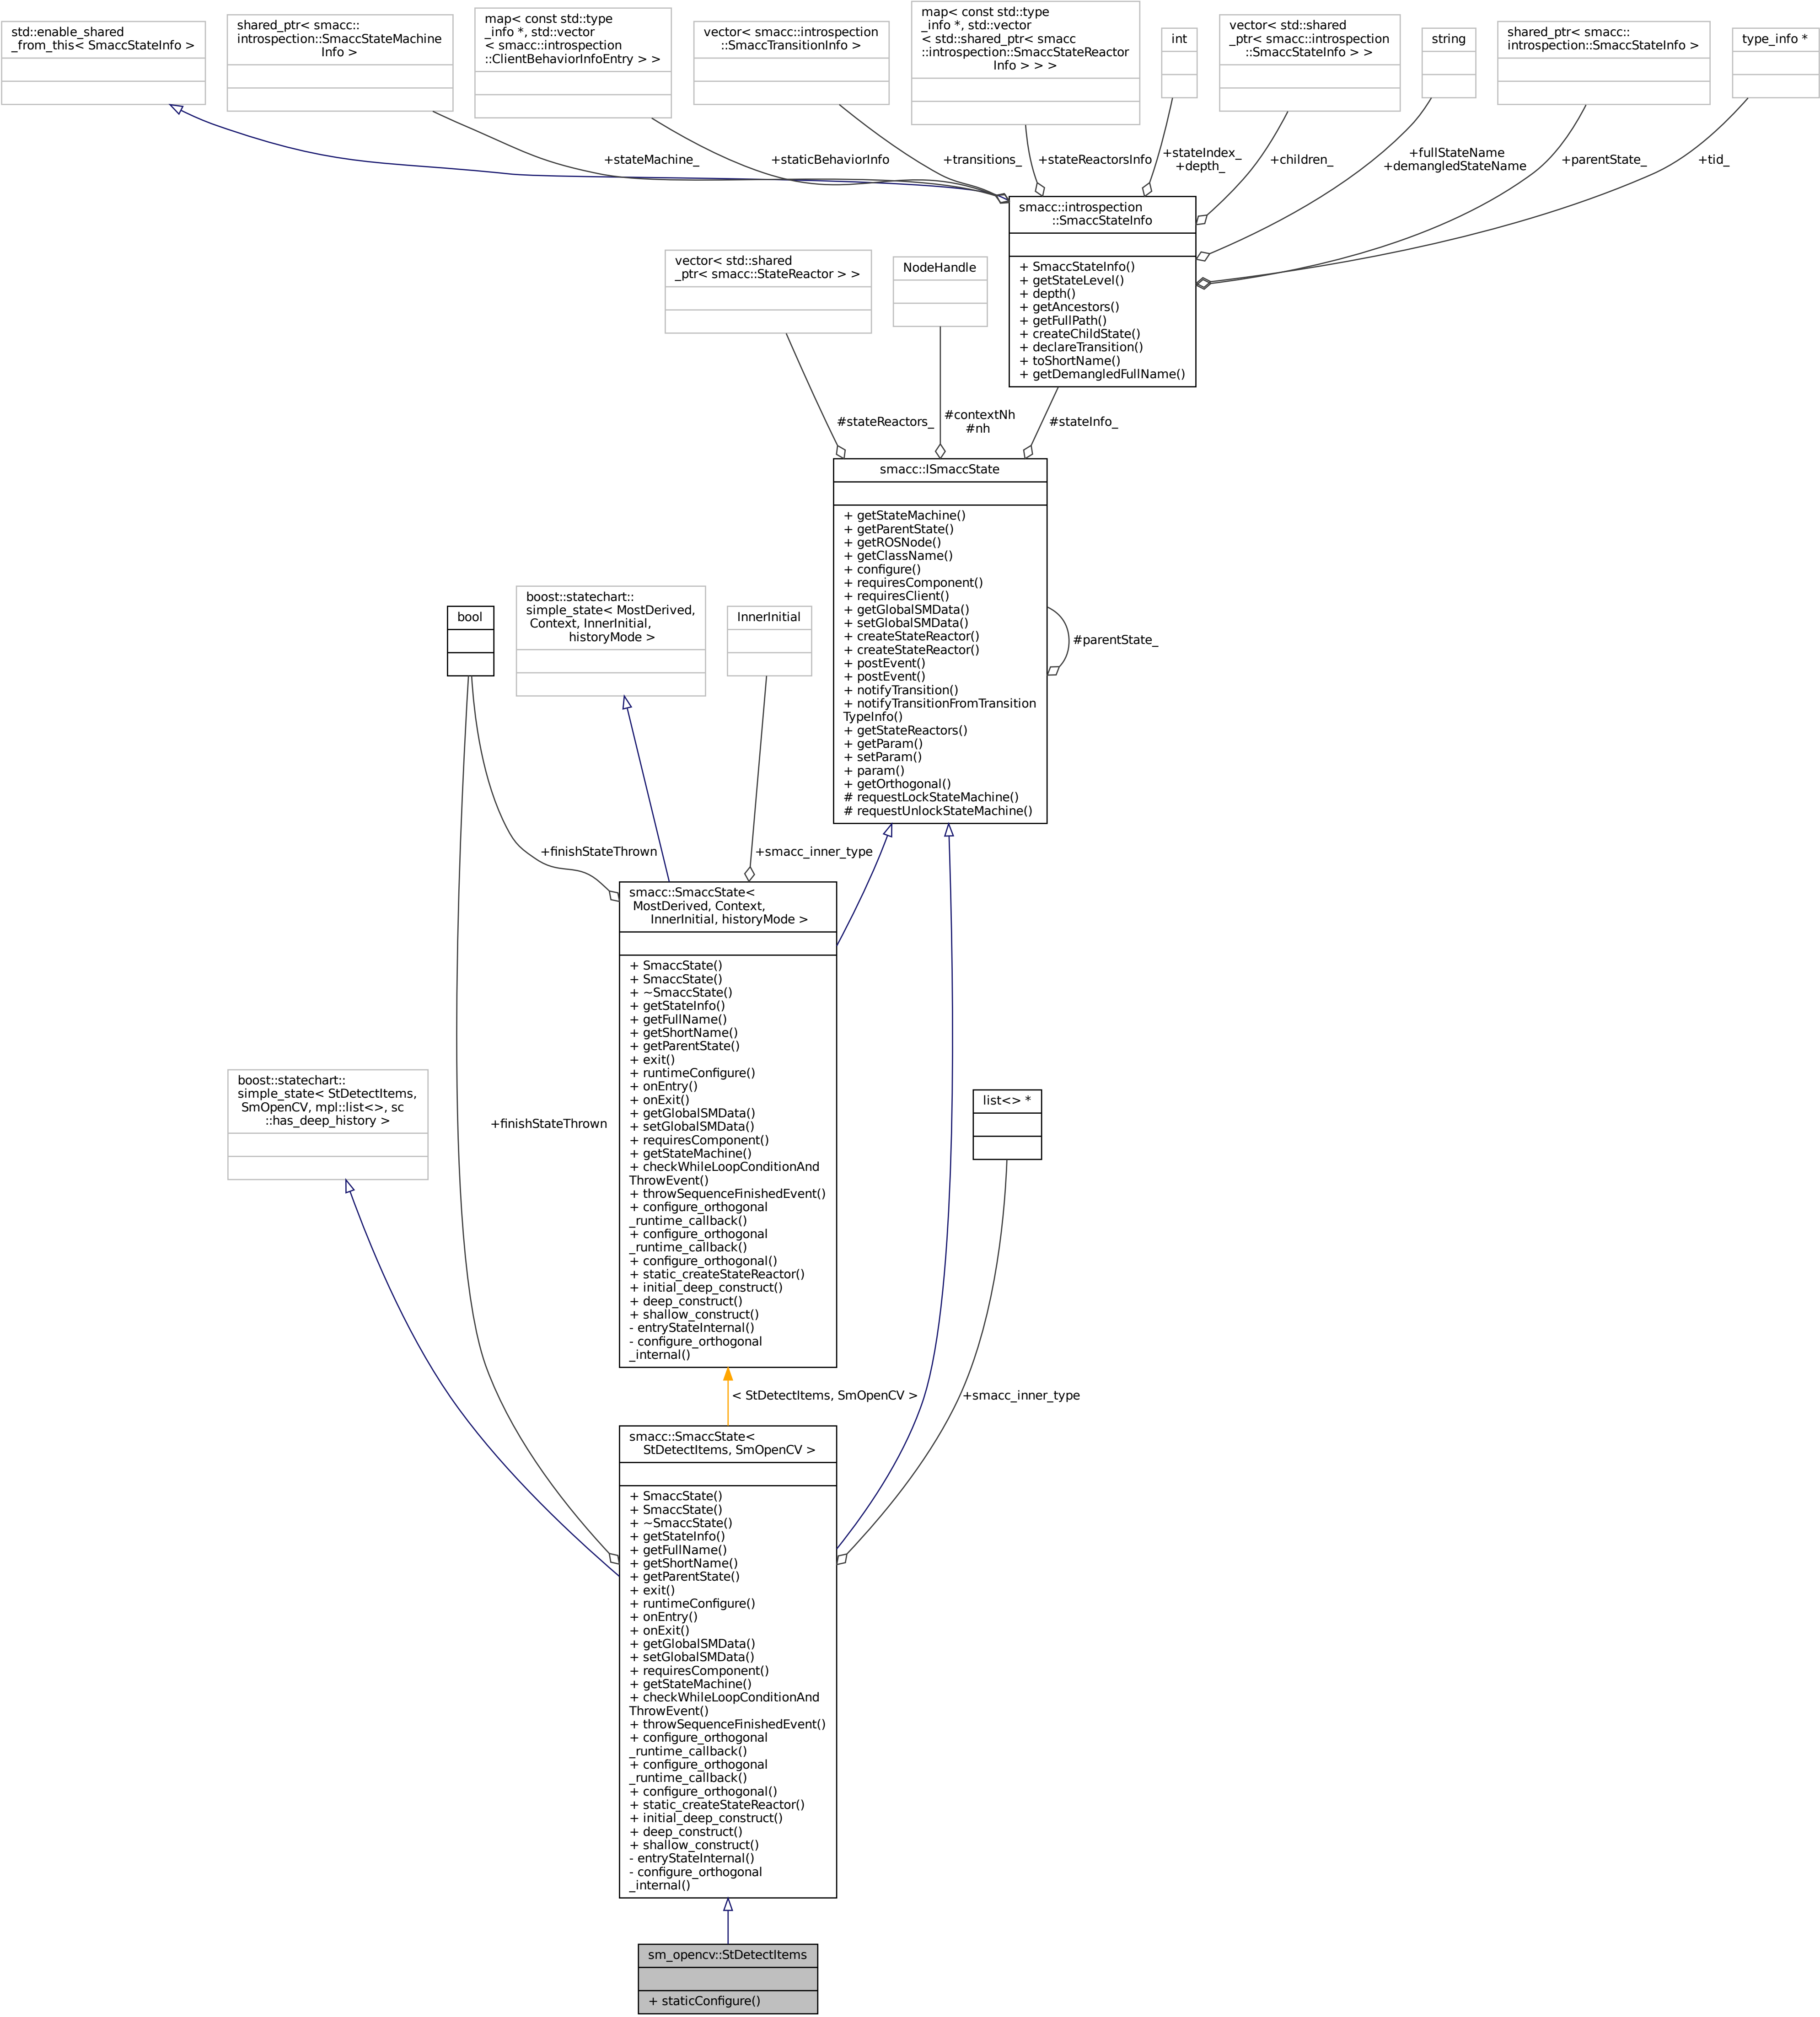 std::enable_shared
_from_this< SmaccStateInfo >
shared_ptr< smacc::
introspection::SmaccStateMachine
Info >
map< const std::type
_info *, std::vector
< smacc::introspection
::ClientBehaviorInfoEntry > >
vector< smacc::introspection
::SmaccTransitionInfo >
map< const std::type
_info *, std::vector
< std::shared_ptr< smacc
::introspection::SmaccStateReactor
Info > > >
int
vector< std::shared
_ptr< smacc::introspection
::SmaccStateInfo > >
string
shared_ptr< smacc::
introspection::SmaccStateInfo >
type_info *
+stateMachine_
+staticBehaviorInfo
+transitions_
+stateReactorsInfo
+stateIndex_
+depth_
+children_
+fullStateName
+demangledStateName
+parentState_
+tid_
smacc::introspection
::SmaccStateInfo
+ SmaccStateInfo()
+ getStateLevel()
+ depth()
+ getAncestors()
+ getFullPath()
+ createChildState()
+ declareTransition()
+ toShortName()
+ getDemangledFullName()
vector< std::shared
_ptr< smacc::StateReactor > >
NodeHandle
#stateReactors_
#contextNh
#nh
#stateInfo_
smacc::ISmaccState
+ getStateMachine()
+ getParentState()
+ getROSNode()
+ getClassName()
+ configure()
+ requiresComponent()
+ requiresClient()
+ getGlobalSMData()
+ setGlobalSMData()
+ createStateReactor()
+ createStateReactor()
+ postEvent()
+ postEvent()
+ notifyTransition()
+ notifyTransitionFromTransition
TypeInfo()
+ getStateReactors()
+ getParam()
+ setParam()
+ param()
+ getOrthogonal()
# requestLockStateMachine()
# requestUnlockStateMachine()
#parentState_
bool
boost::statechart::
simple_state< MostDerived,
Context, InnerInitial,
historyMode >
InnerInitial
+finishStateThrown
+smacc_inner_type
smacc::SmaccState<
MostDerived, Context,
InnerInitial, historyMode >
+ SmaccState()
+ SmaccState()
+ ~SmaccState()
+ getStateInfo()
+ getFullName()
+ getShortName()
+ getParentState()
+ exit()
+ runtimeConfigure()
+ onEntry()
+ onExit()
+ getGlobalSMData()
+ setGlobalSMData()
+ requiresComponent()
+ getStateMachine()
+ checkWhileLoopConditionAnd
ThrowEvent()
+ throwSequenceFinishedEvent()
+ configure_orthogonal
_runtime_callback()
+ configure_orthogonal
_runtime_callback()
+ configure_orthogonal()
+ static_createStateReactor()
+ initial_deep_construct()
+ deep_construct()
+ shallow_construct()
- entryStateInternal()
- configure_orthogonal
_internal()
boost::statechart::
simple_state< StDetectItems,
SmOpenCV, mpl::list<>, sc
::has_deep_history >
+finishStateThrown
list<> *
< StDetectItems, SmOpenCV >
+smacc_inner_type
smacc::SmaccState<
StDetectItems, SmOpenCV >
+ SmaccState()
+ SmaccState()
+ ~SmaccState()
+ getStateInfo()
+ getFullName()
+ getShortName()
+ getParentState()
+ exit()
+ runtimeConfigure()
+ onEntry()
+ onExit()
+ getGlobalSMData()
+ setGlobalSMData()
+ requiresComponent()
+ getStateMachine()
+ checkWhileLoopConditionAnd
ThrowEvent()
+ throwSequenceFinishedEvent()
+ configure_orthogonal
_runtime_callback()
+ configure_orthogonal
_runtime_callback()
+ configure_orthogonal()
+ static_createStateReactor()
+ initial_deep_construct()
+ deep_construct()
+ shallow_construct()
- entryStateInternal()
- configure_orthogonal
_internal()
sm_opencv::StDetectItems
+ staticConfigure()